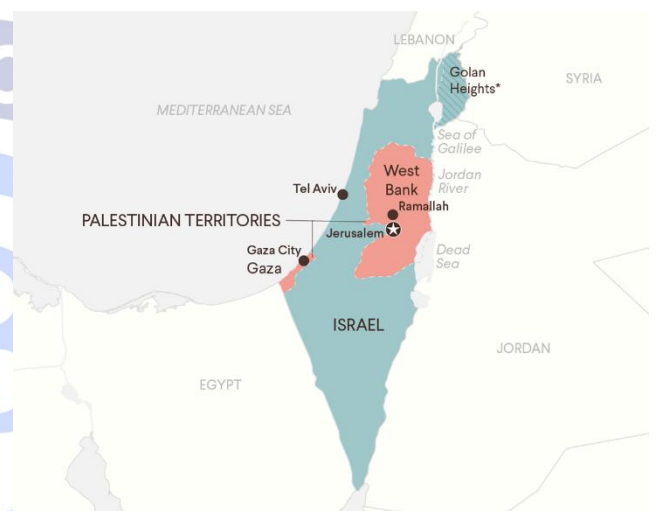 LEBANON
Golan
Heights*
SYRIA
MEDITERRANEAN SEA
Sea of
Galilee
West
Bank
Jordan
River
Tel Aviv
Ramallah
PALESTINIAN TERRITORIES
Jerusalem
Gaza City
Gaza
Dead
Sea
ISRAEL
JORDAN
EGYPT